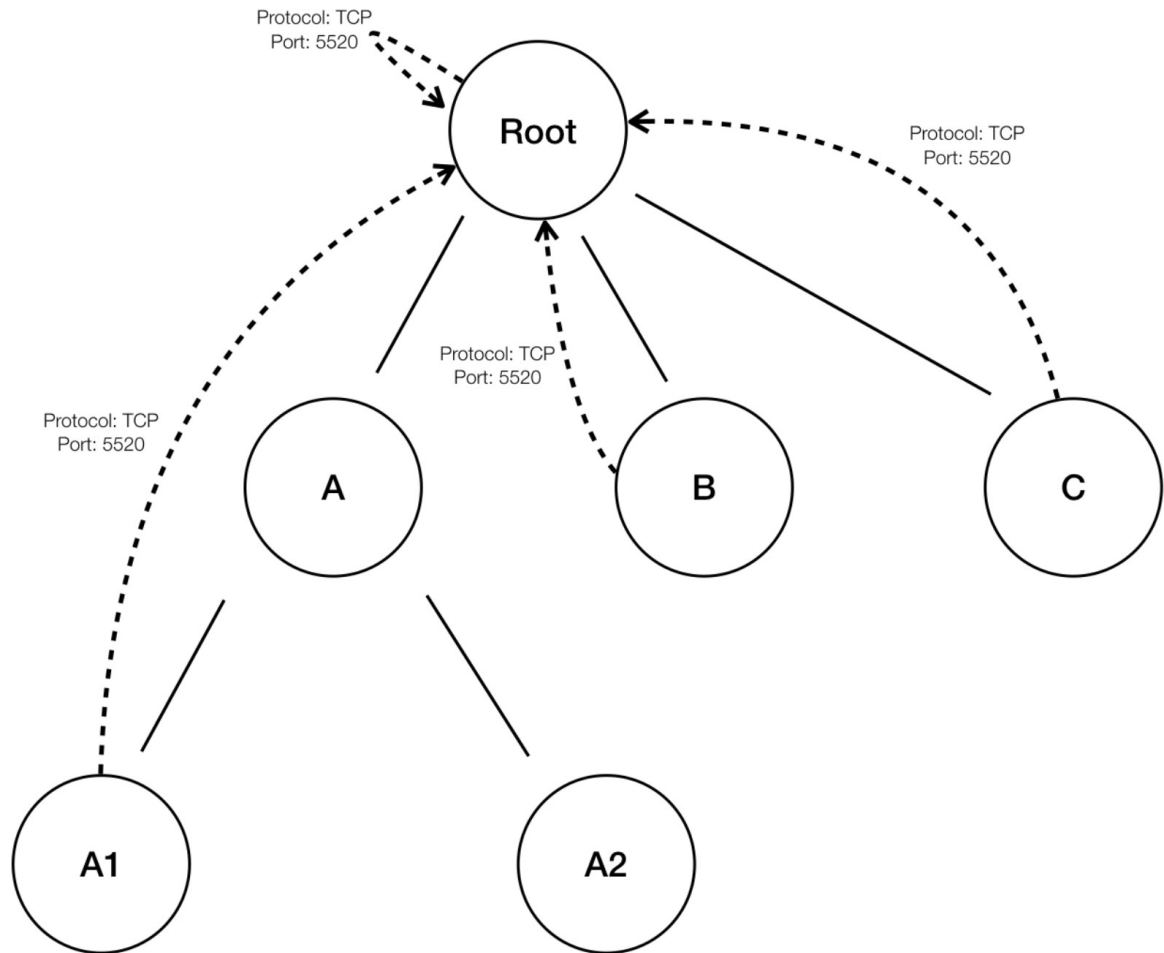 Protocol: TCP
Port: 5520
Root
Protocol: TCP
Port: 5520
Protocol: TCP
Port: 5520
Protocol: TCP
Port: 5520
A
B
C
A1
A2